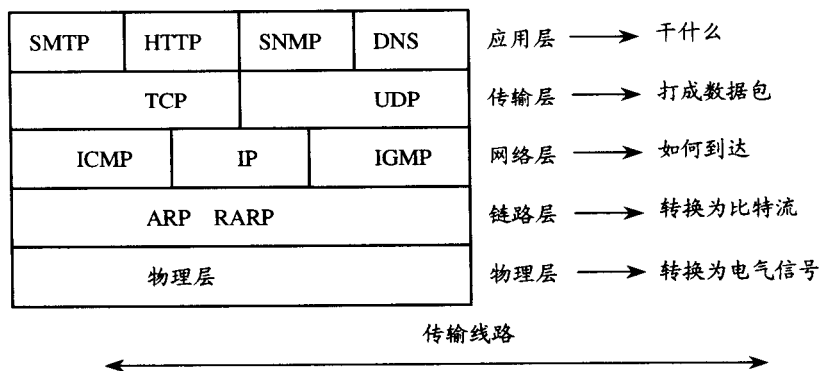 SMTP HTTP SNMP DNS 应用层 干什么
TCP UDP 传输层 打成数据包
ICMP IP IGMP 网络层 如何到达
ARP RARP 链路层 转换为比特流
物理层 物理层 转换为电气信号
传输线路